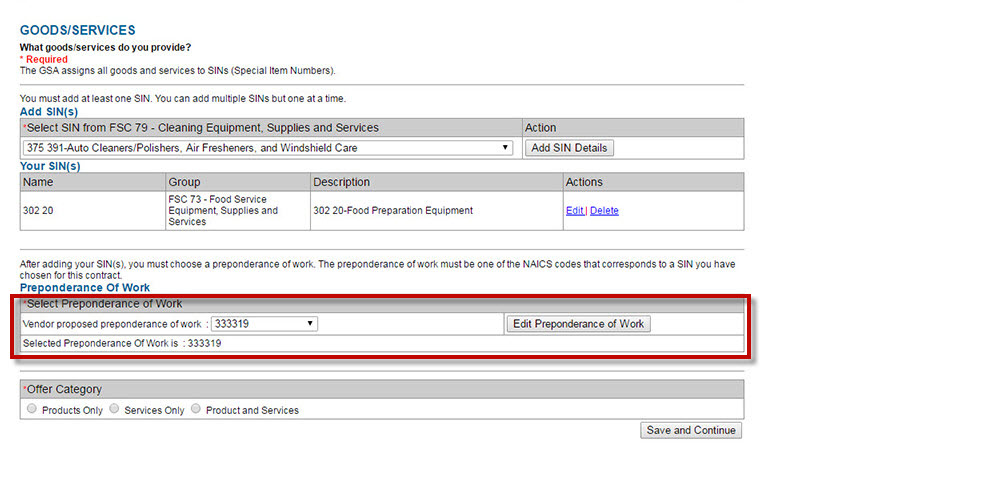 GOODS/SERVICES
What goods/services do you provide?
* Required
The GSA assigns all goods and services to SINs (Special Item Numbers).
You must add at least one SIN. You can add multiple SINs but one at a time.
Add SIN(s)
*Select SIN from FSC 79 - Cleaning Equipment, Supplies and Services Action
375 391-Auto Cleaners/Polishers, Air Fresheners, and Windshield Care Add SIN Details
Your SIN(s)
Name Group Description Actions
FSC 73 - Food Service
302 20 Equipment, Supplies and 302 20-Food Preparation Equipment Edit | Delete
Services
After adding your SIN(s), you must choose a preponderance of work. The preponderance of work must be one of the NAICS codes that corresponds to a SIN you have
chosen for this contract.
Preponderance Of Work
*Select Preponderance of Work
Vendor proposed preponderance of work : 333319 Edit Preponderance of Work
Selected Preponderance Of Work is : 333319
*Offer Category
Products Only Services Only Product and Services
Save and Continue